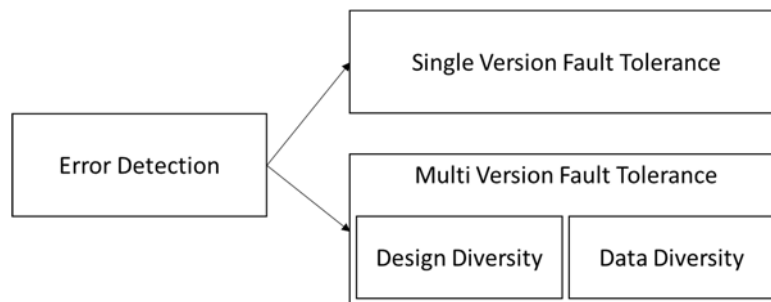 Single Version Fault Tolerance
Error Detection
Multi Version Fault Tolerance
Design Diversity
Data Diversity